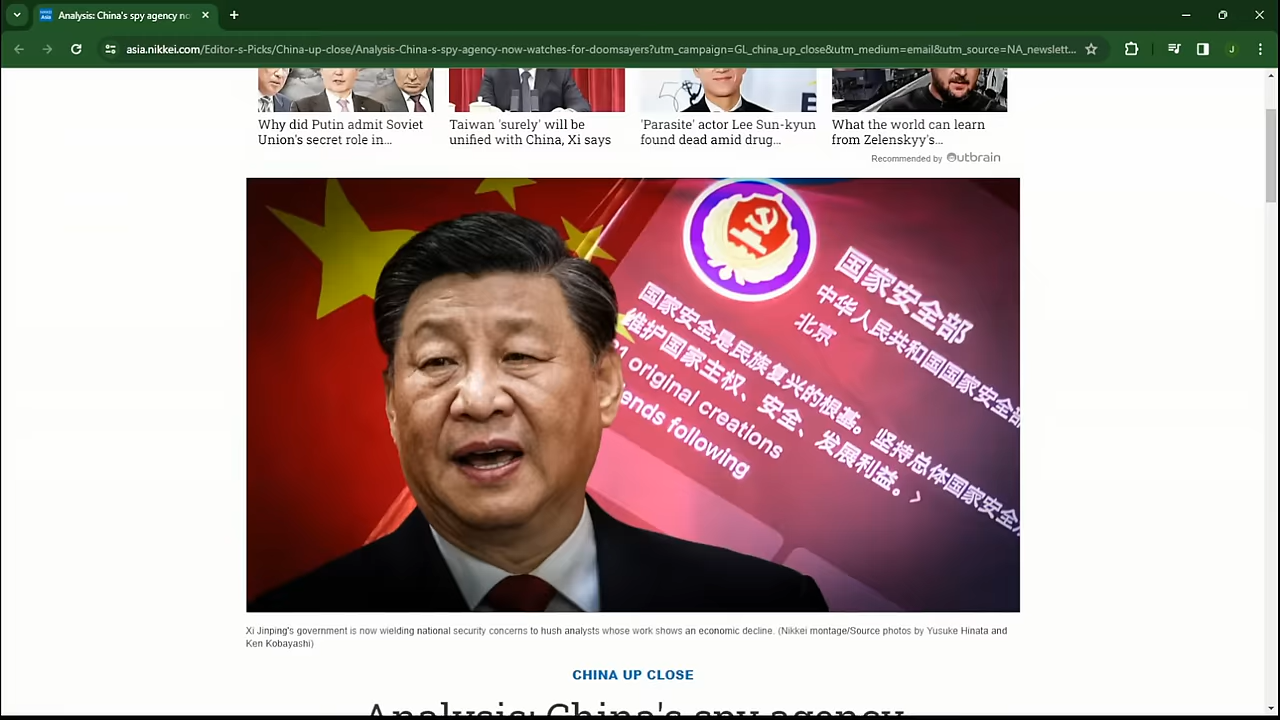 Analysis: China's spy agency no
asia.nikkei.com/Editor-s-Picks/China-up-close/Analysis-China-s-spy-agency-now-watches-for-doomsayers?utm_campaign=GL_china_up_close&utm_medium=email&utm_source=NA_newslett...
J
Why did Putin admit Soviet
Union's secret role in...
Taiwan 'surely' will be
unified with China, Xi says
'Parasite' actor Lee Sun-kyun
found dead amid drug...
What the world can learn
from Zelenskyy's...
Recommended by Outbrain
国家安全部
中华人民共和国国家安全部
北京
国家安全是民族复兴的根基。坚持总体国家安全
维护国家主权、安全、发展利益。 >
original creations
following
Xi Jinping's government is now wielding national security concerns to hush analysts whose work shows an economic decline. (Nikkei montage/Source photos by Yusuke Hinata and
Ken Kobayashi)
CHINA UP CLOSE
Analysis: China's spy agency